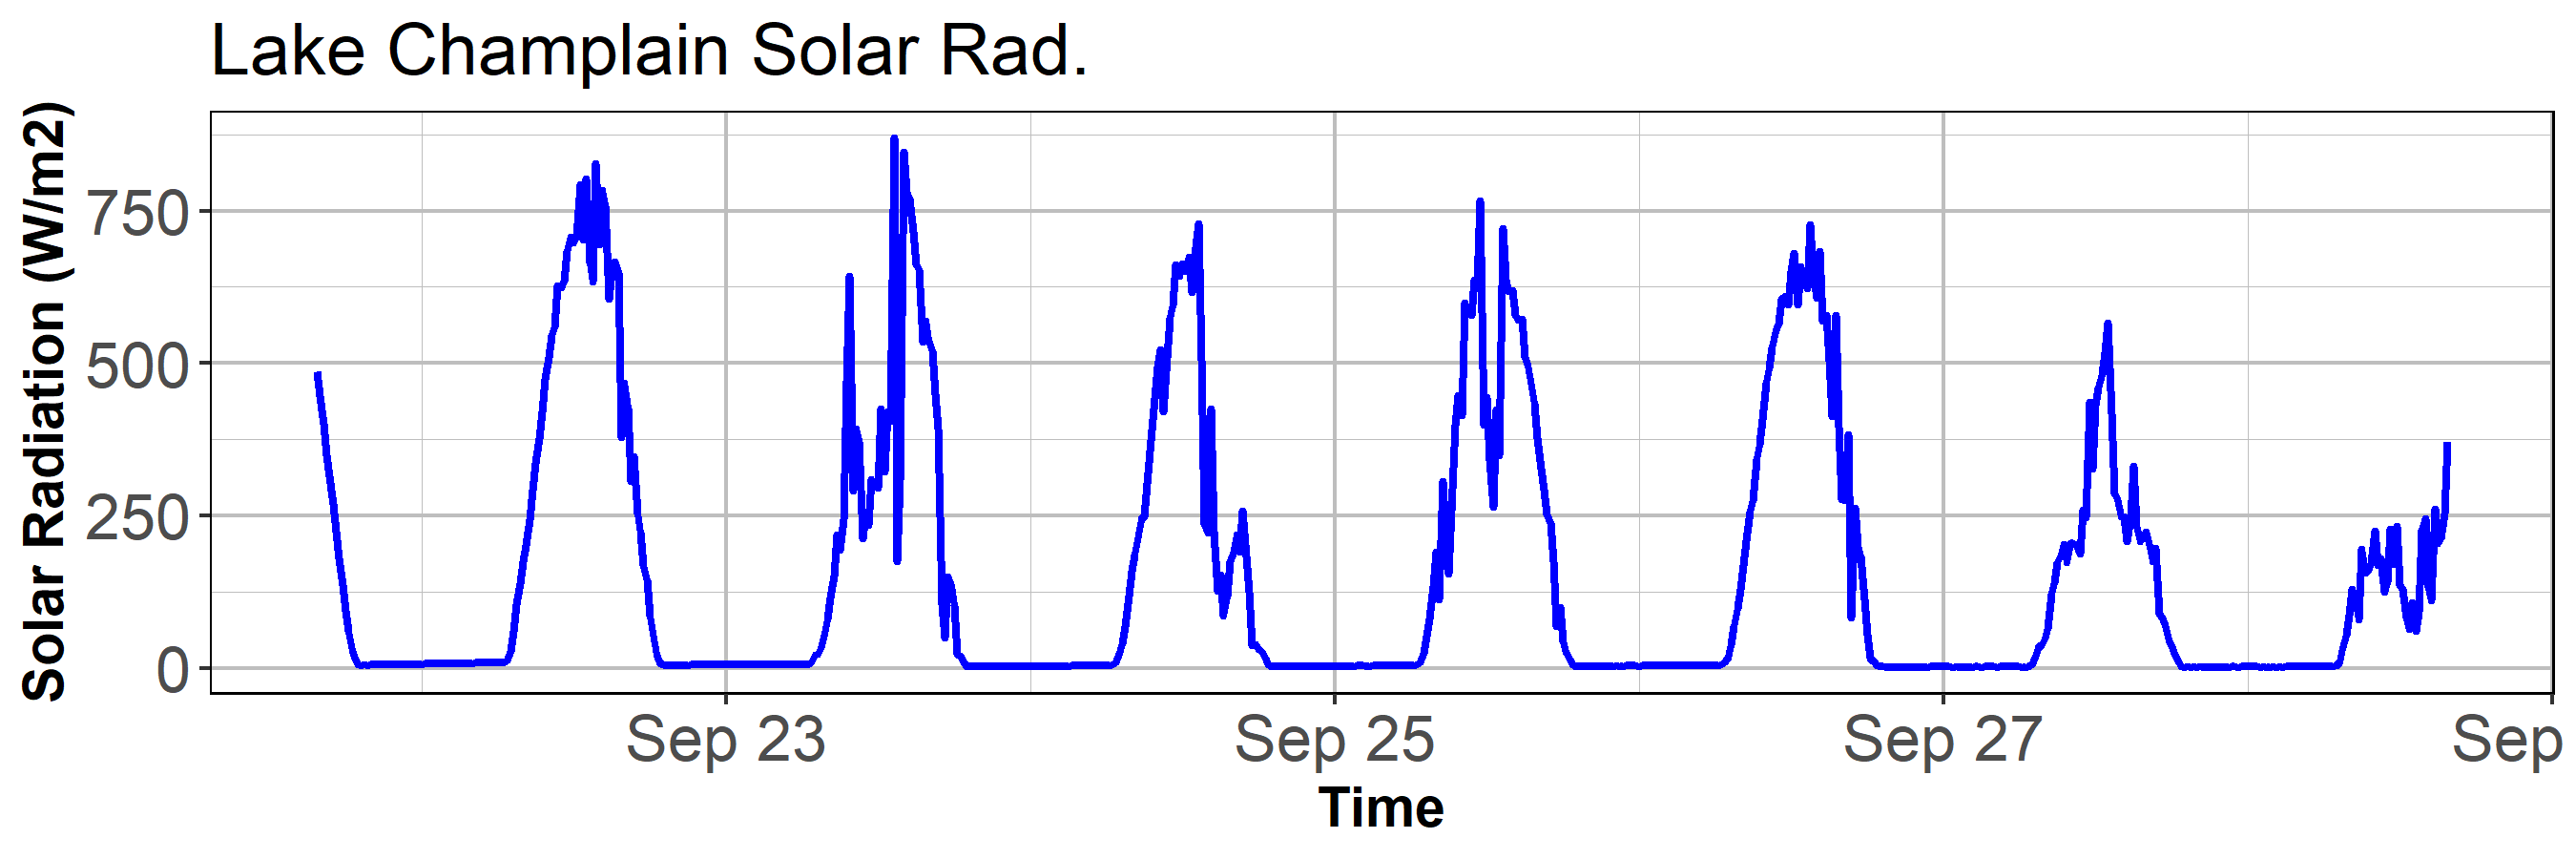 Lake Champlain Solar Rad.
Solar Radiation (W/m2)
750
500
250
0
Sep 23 Sep 25 Sep 27 Sep
Time